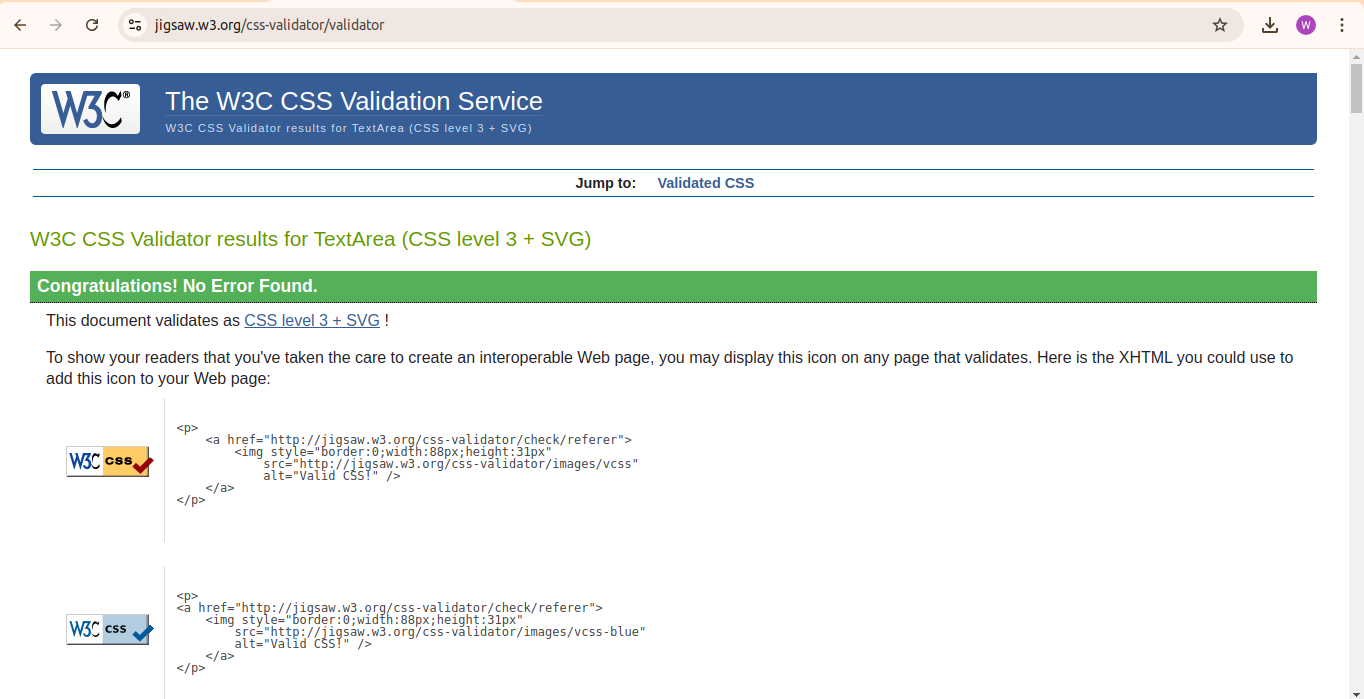 jigsaw.w3.org/css-validator/validator
W
W3C®
The W3C CSS Validation Service
W3C CSS Validator results for TextArea (CSS level 3 + SVG)
Jump to: Validated CSS
W3C CSS Validator results for TextArea (CSS level 3 + SVG)
Congratulations! No Error Found.
This document validates as CSS level 3 + SVG !
To show your readers that you've taken the care to create an interoperable Web page, you may display this icon on any page that validates. Here is the XHTML you could use to
add this icon to your Web page:
W3C css
<p>
    <a href="http://jigsaw.w3.org/css-validator/check/referer">
        <img style="border:0;width:88px;height:31px"
            src="http://jigsaw.w3.org/css-validator/images/vcss"
            alt="Valid CSS!" />
    </a>
</p>
W3C css
<p>
<a href="http://jigsaw.w3.org/css-validator/check/referer">
    <img style="border:0;width:88px;height:31px"
        src="http://jigsaw.w3.org/css-validator/images/vcss-blue"
        alt="Valid CSS!" />
    </a>
</p>